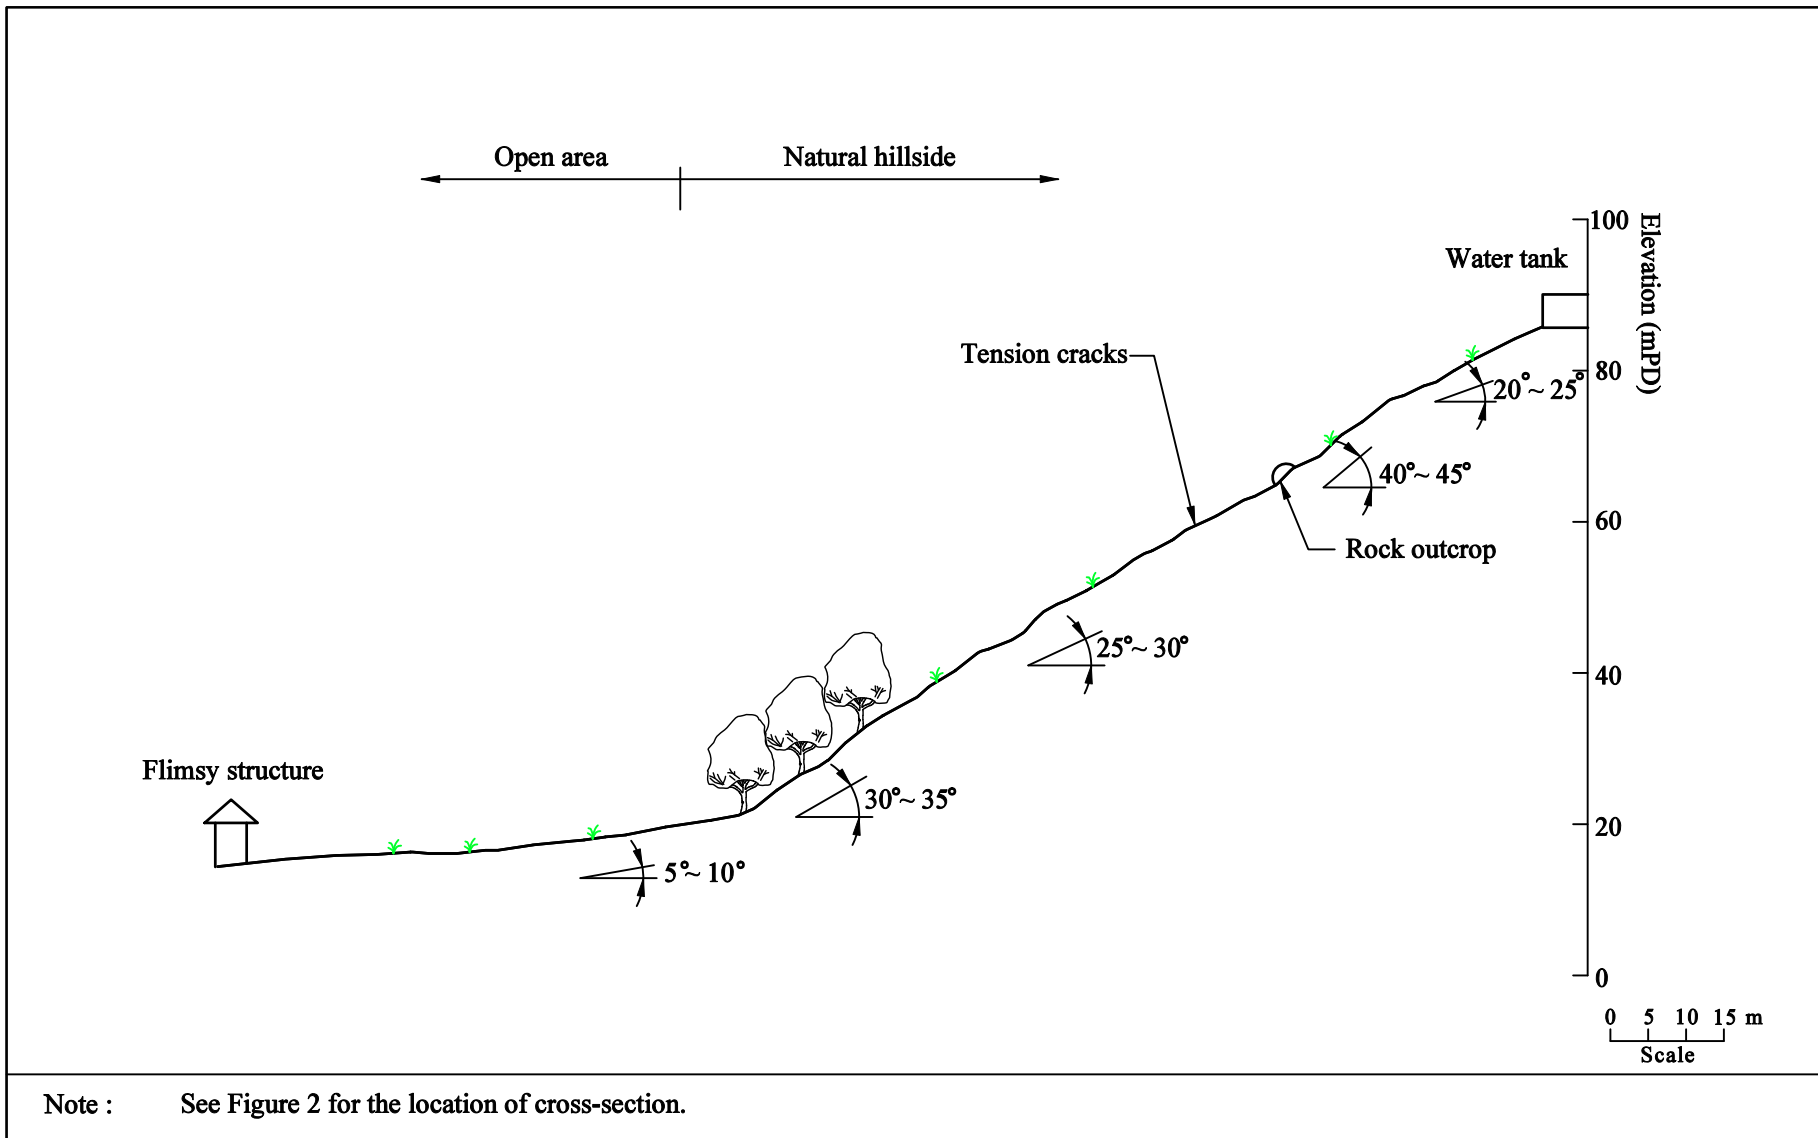 Open area
Natural hillside
100
Elevation (mPD)
Water tank
Tension cracks
80
20°~ 25°
40°~ 45°
60
Rock outcrop
25°~ 30°
40
Flimsy structure
30°~ 35°
20
5°~ 10°
0
0 5 10 15 m
Scale
Note : See Figure 2 for the location of cross-section.